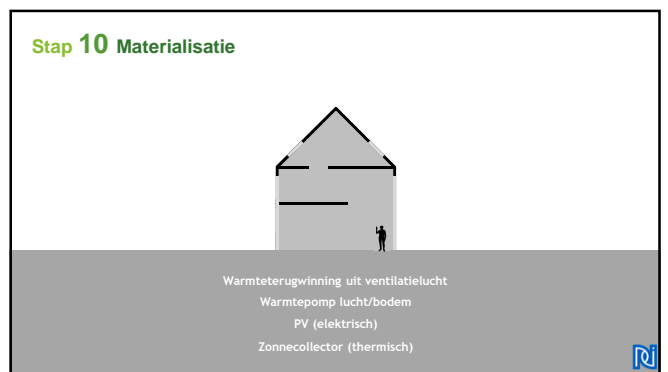 Stap 10 Materialisatie
Warmteterugwinning uit ventilatielucht
Warmtepomp lucht/bodem
PV (elektrisch)
Zonnecollector (thermisch)